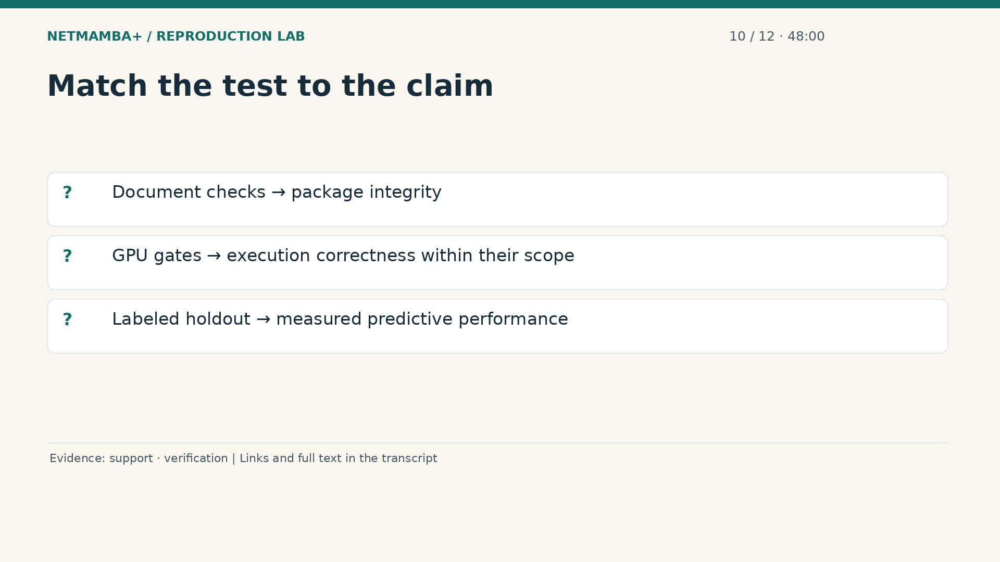 NETMAMBA+ / REPRODUCTION LAB
10 / 12 · 48:00
Match the test to the claim
? Document checks → package integrity
? GPU gates → execution correctness within their scope
? Labeled holdout → measured predictive performance
Evidence: support · verification | Links and full text in the transcript